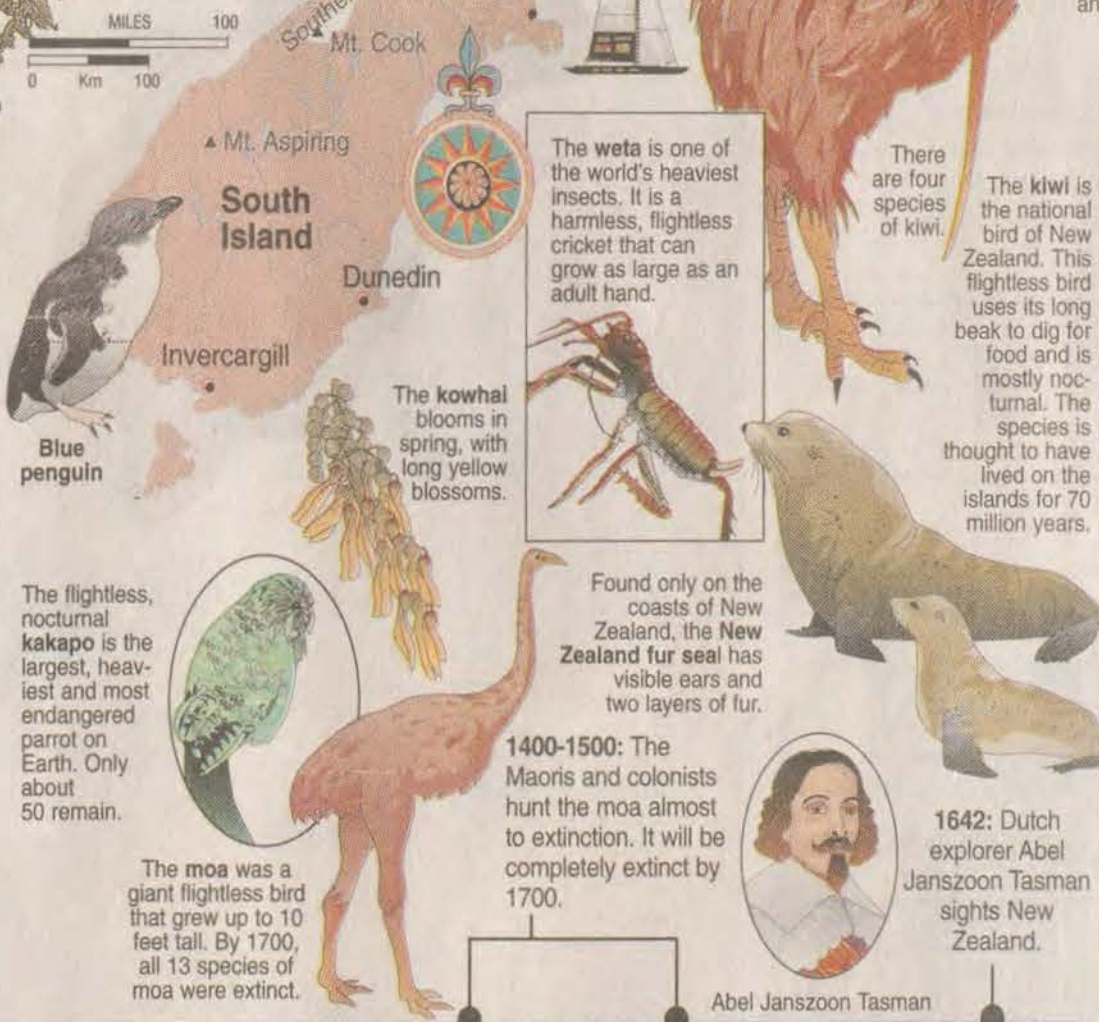 MILES 100
0 Km 100
Southern
Mt. Cook
Mt. Aspiring
South
Island
Dunedin
Invercargill
Blue
penguin
The weta is one of
the world's heaviest
insects. It is a
harmless, flightless
cricket that can
grow as large as an
adult hand.
There
are four
species
of kiwi.
The kiwi is
the national
bird of New
Zealand. This
flightless bird
uses its long
beak to dig for
food and is
mostly noc-
turnal. The
species is
thought to have
lived on the
islands for 70
million years.
The kowhai
blooms in
spring, with
long yellow
blossoms.
The flightless,
nocturnal
kakapo is the
largest, heav-
iest and most
endangered
parrot on
Earth. Only
about
50 remain.
Found only on the
coasts of New
Zealand, the New
Zealand fur seal has
visible ears and
two layers of fur.
The moa was a
giant flightless bird
that grew up to 10
feet tall. By 1700,
all 13 species of
moa were extinct.
1400-1500: The
Maoris and colonists
hunt the moa almost
to extinction. It will be
completely extinct by
1700.
Abel Janszoon Tasman
1642: Dutch
explorer Abel
Janszoon Tasman
sights New
Zealand.